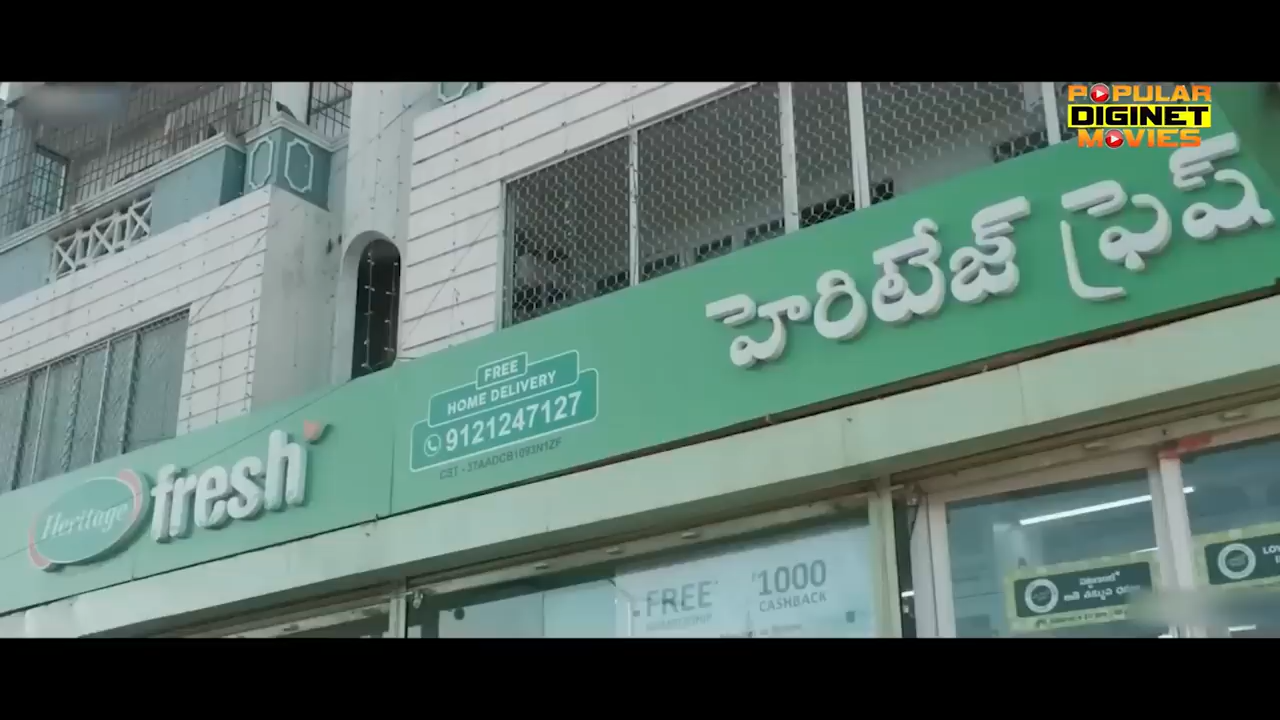 POPULAR
DIGINET
MOVIES
హెరిటేజ్ ఫ్రెష్
FREE
HOME DELIVERY
9121247127
Heritage fresh
FREE
₹1000
CASHBACK